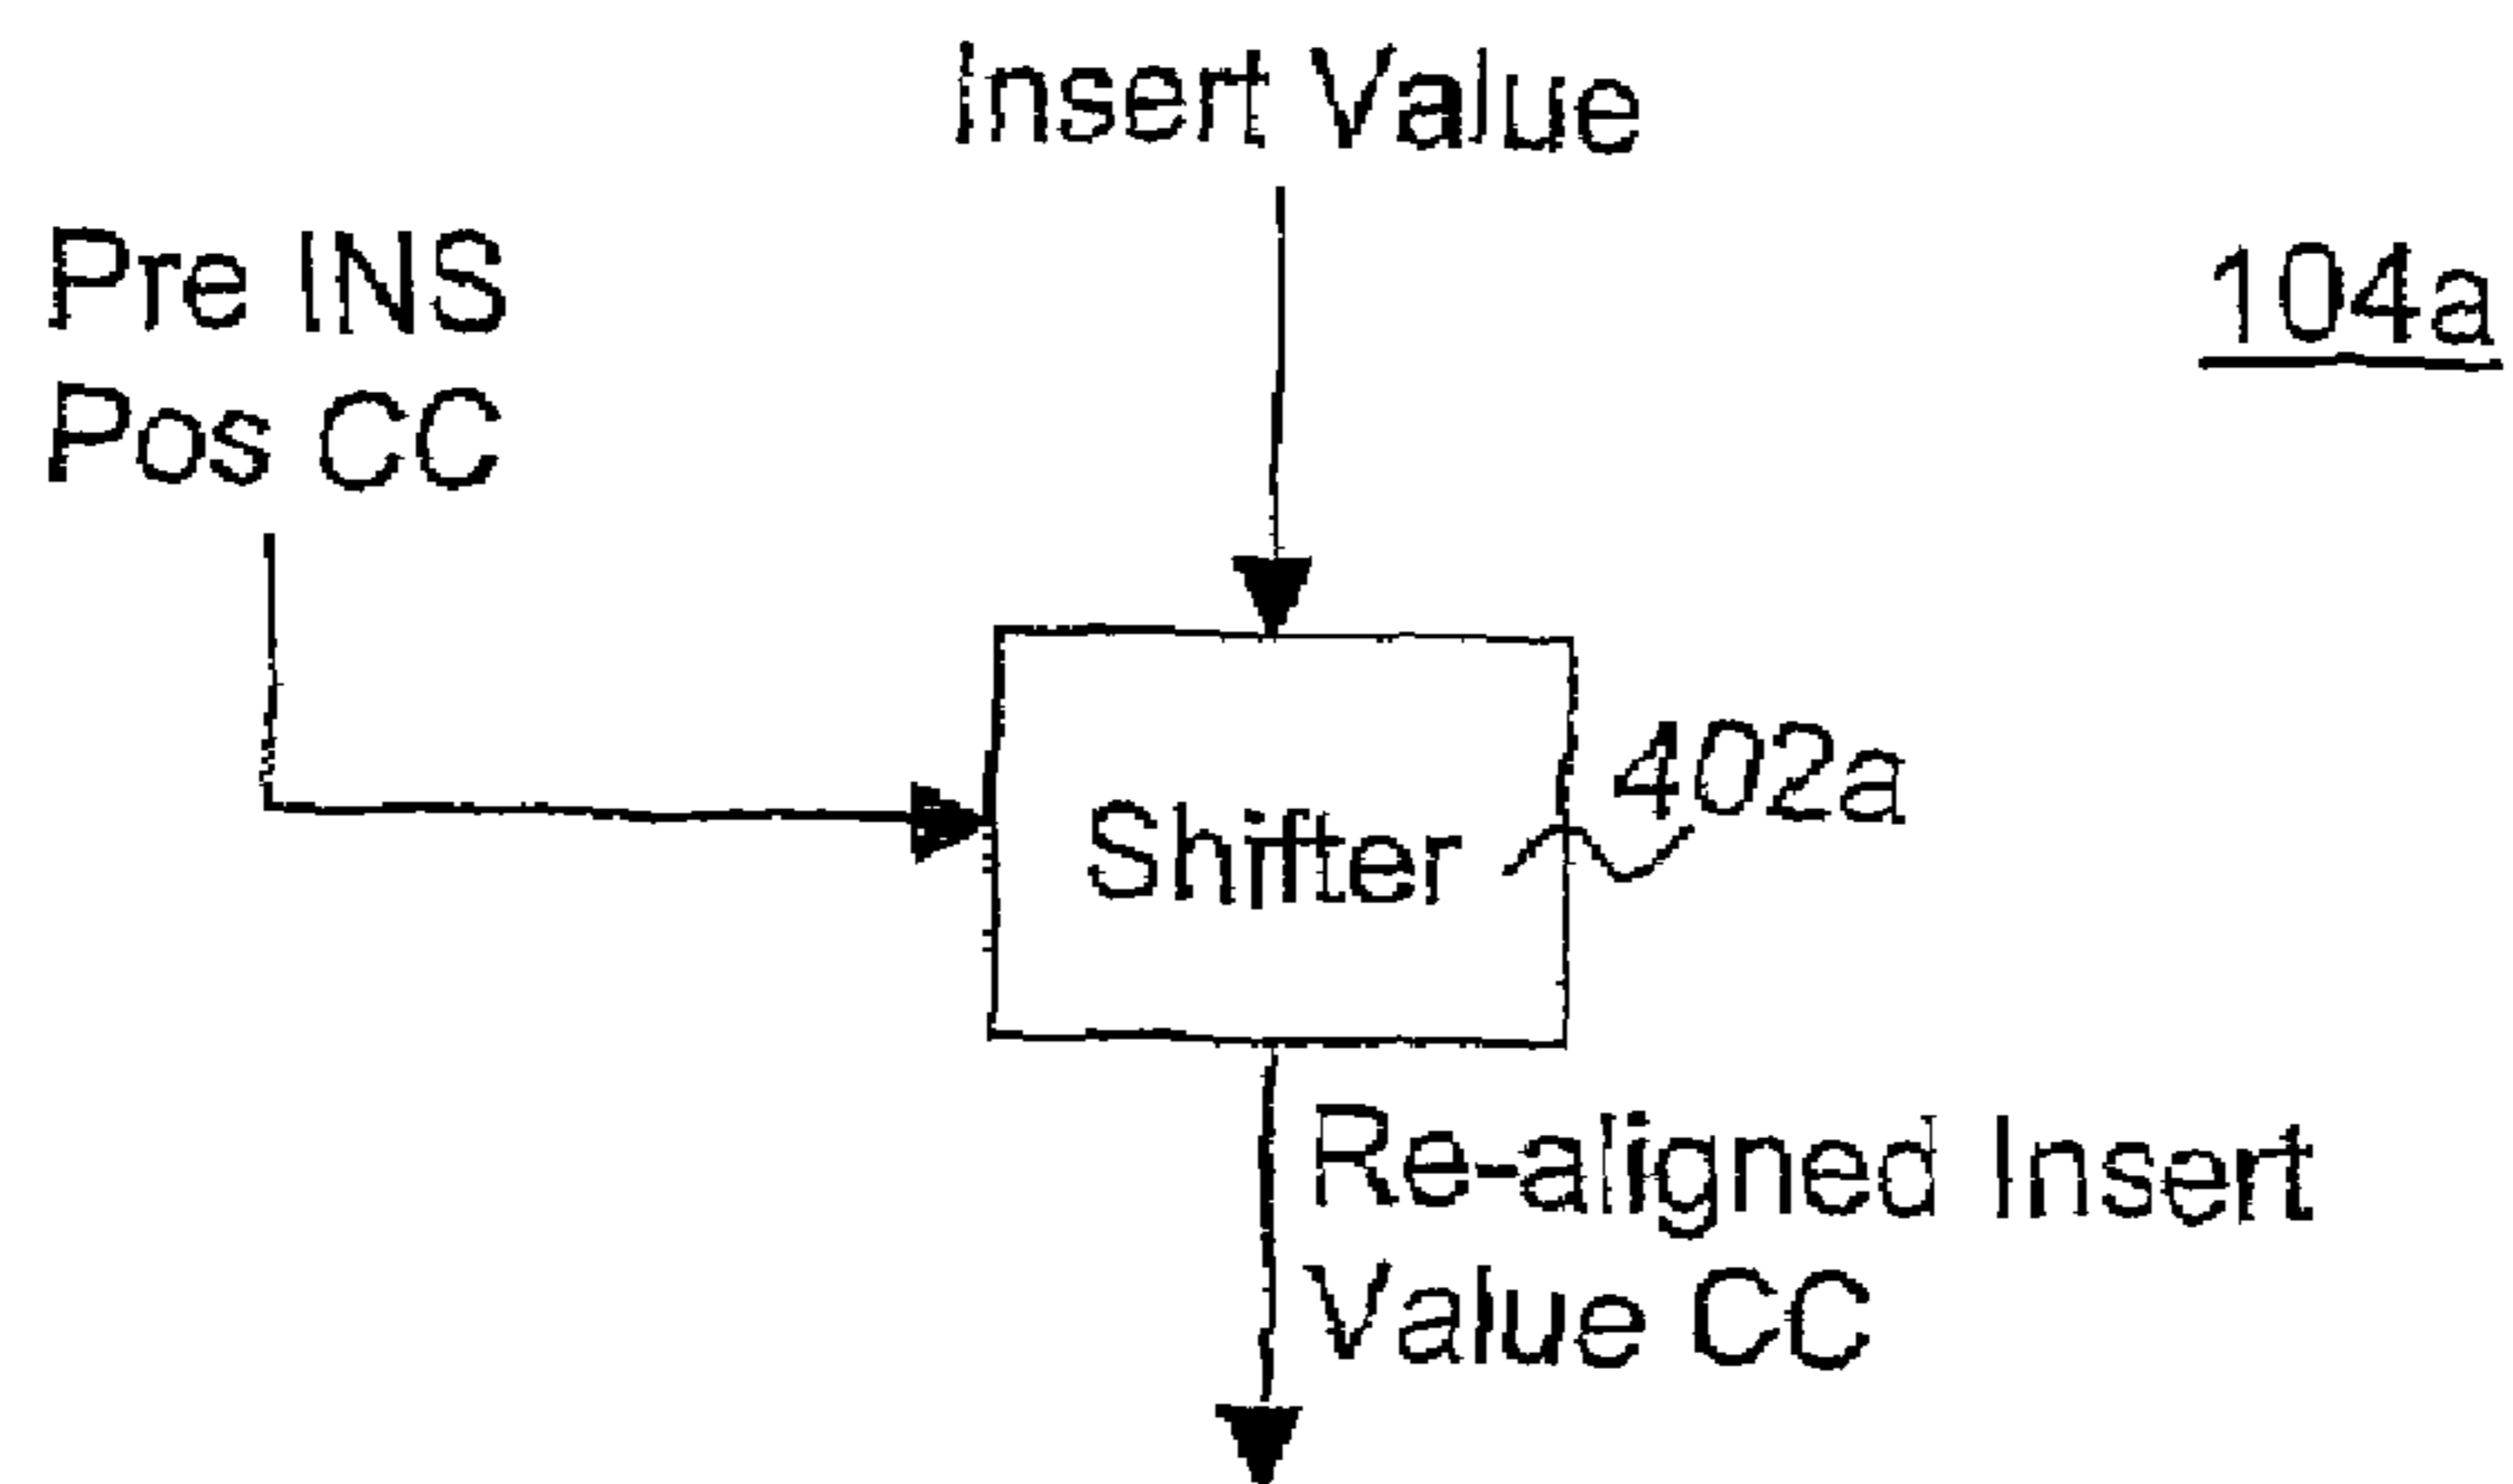 Insert Value
Pre INS
Pos CC
104a
Shifter
402a
Re-aligned Insert
Value CC